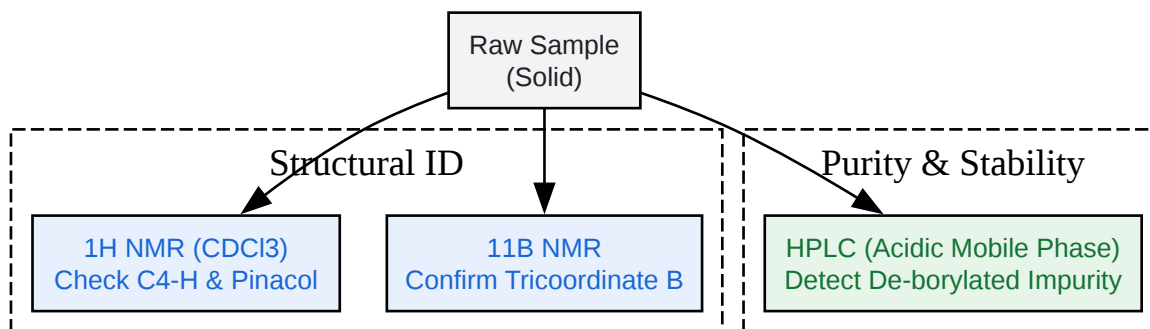 Raw Sample
(Solid)
Structural ID
Purity & Stability
1H NMR (CDCl3)
Check C4-H & Pinacol
11B NMR
Confirm Tricoordinate B
HPLC (Acidic Mobile Phase)
Detect De-borylated Impurity